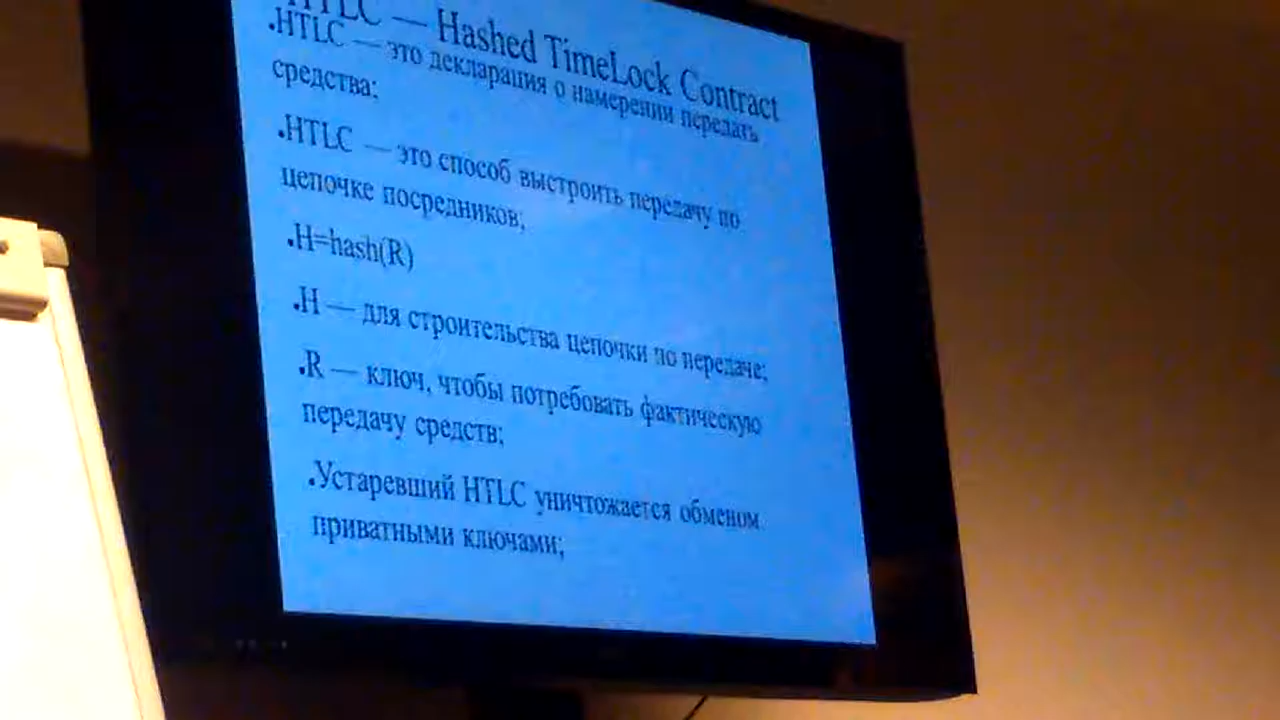 HTLC — Hashed TimeLock Contract
.HTLC — это декларация о намерении передать
средства;
.HTLC — это способ выстроить передачу по
цепочке посредников;
.H=hash(R)
.H — для строительства цепочки по передаче;
.R — ключ, чтобы потребовать фактическую
передачу средств;
.Устаревший HTLC уничтожается обменом
приватными ключами;